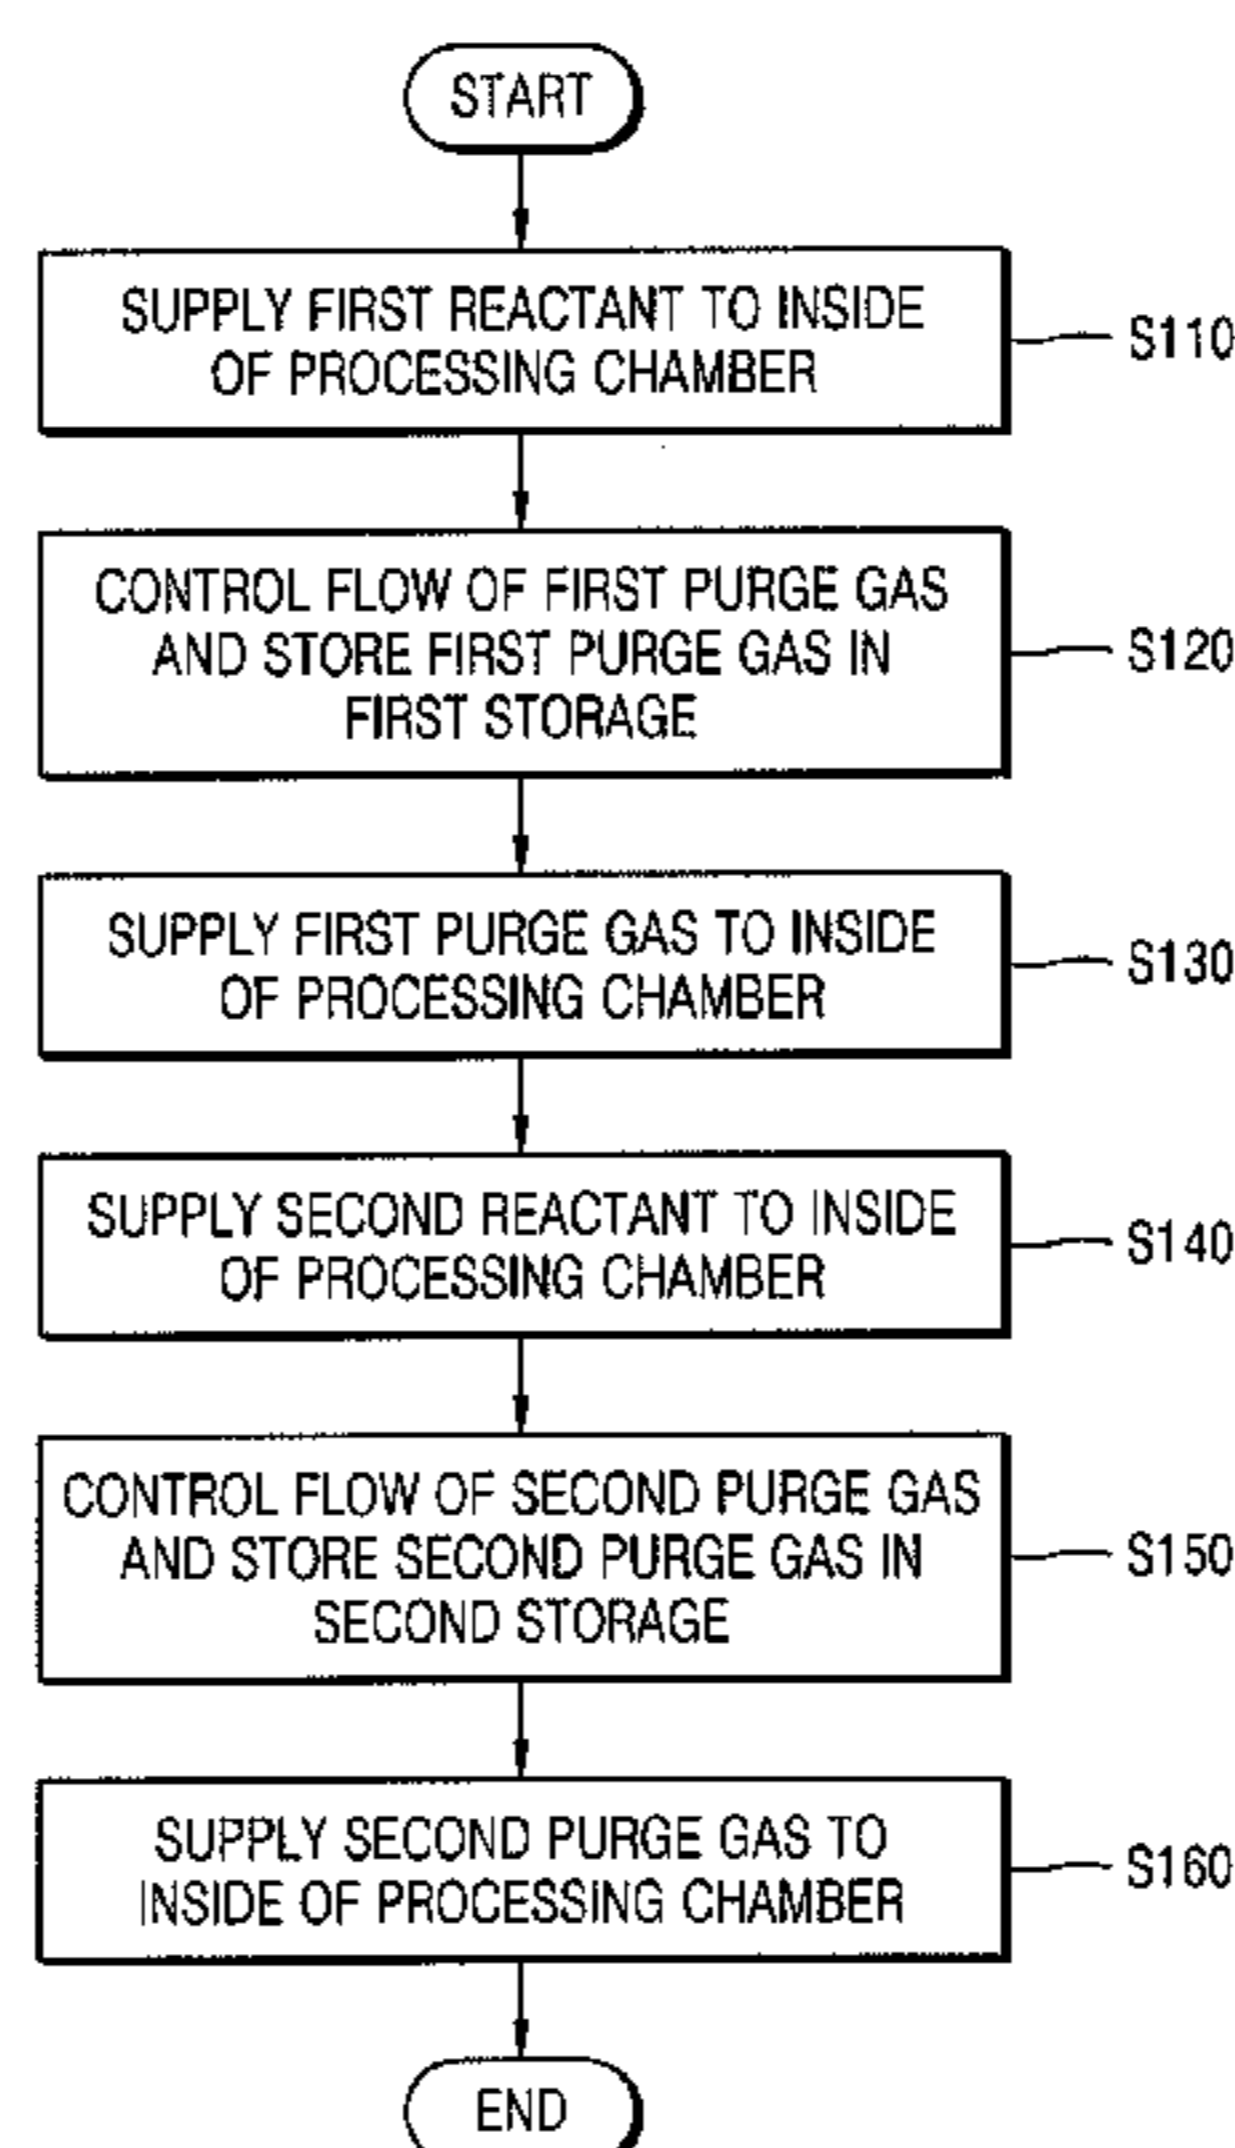 START
SUPPLY FIRST REACTANT TO INSIDE
OF PROCESSING CHAMBER
S110
CONTROL FLOW OF FIRST PURGE GAS
AND STORE FIRST PURGE GAS IN
FIRST STORAGE
S120
SUPPLY FIRST PURGE GAS TO INSIDE
OF PROCESSING CHAMBER
S130
SUPPLY SECOND REACTANT TO INSIDE
OF PROCESSING CHAMBER
S140
CONTROL FLOW OF SECOND PURGE GAS
AND STORE SECOND PURGE GAS IN
SECOND STORAGE
S150
SUPPLY SECOND PURGE GAS TO
INSIDE OF PROCESSING CHAMBER
S160
END